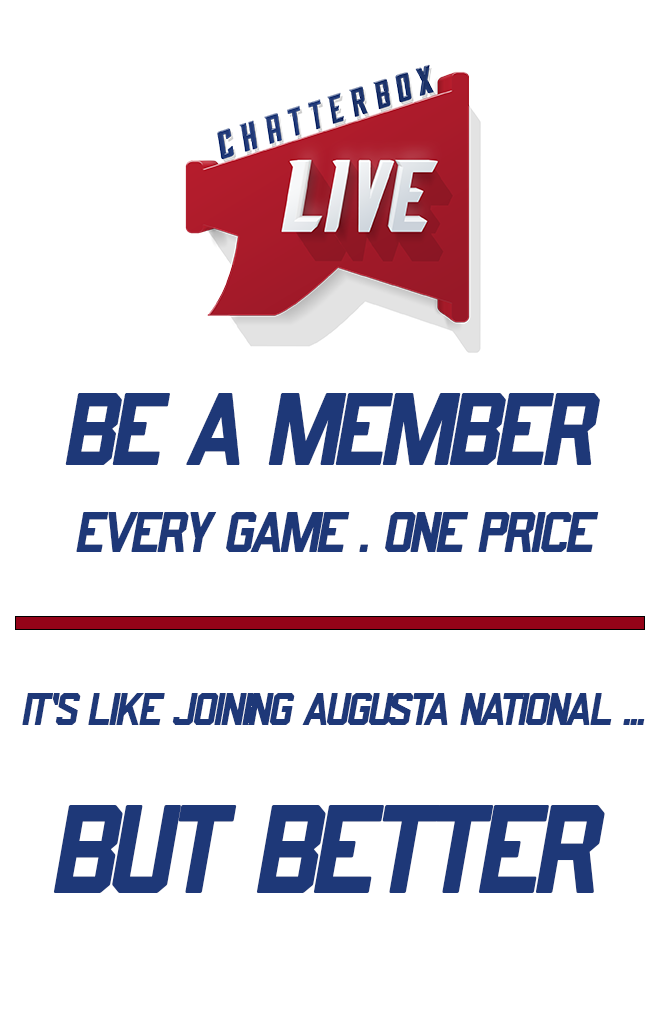 CHATTERBOX
LIVE
BE A MEMBER
EVERY GAME . ONE PRICE
IT'S LIKE JOINING AUGUSTA NATIONAL ...
BUT BETTER